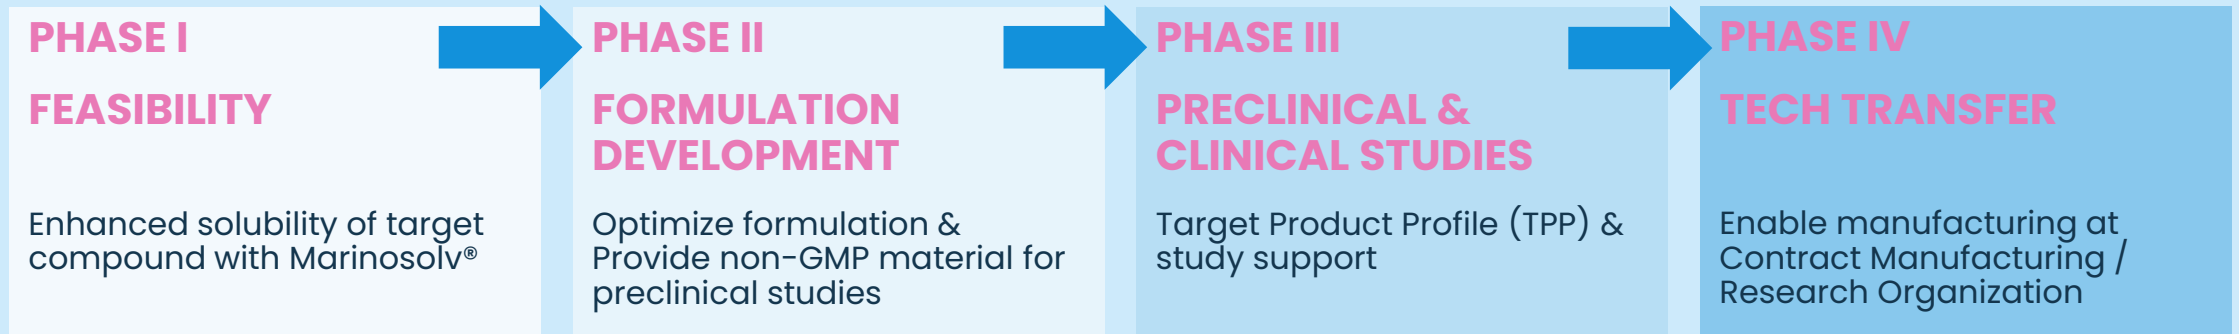 PHASE I
FEASIBILITY
Enhanced solubility of target
compound with Marinosolv®
PHASE II
FORMULATION
DEVELOPMENT
Optimize formulation &
Provide non-GMP material for
preclinical studies
PHASE III
PRECLINICAL &
CLINICAL STUDIES
Target Product Profile (TPP) &
study support
PHASE IV
TECH TRANSFER
Enable manufacturing at
Contract Manufacturing /
Research Organization